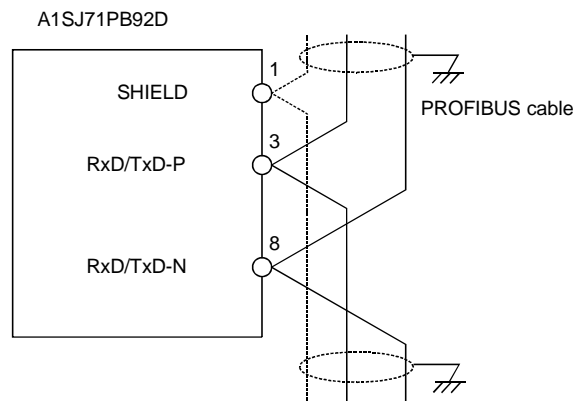 A1SJ71PB92D
1
SHIELD
PROFIBUS cable
3
RxD/TxD-P
8
RxD/TxD-N